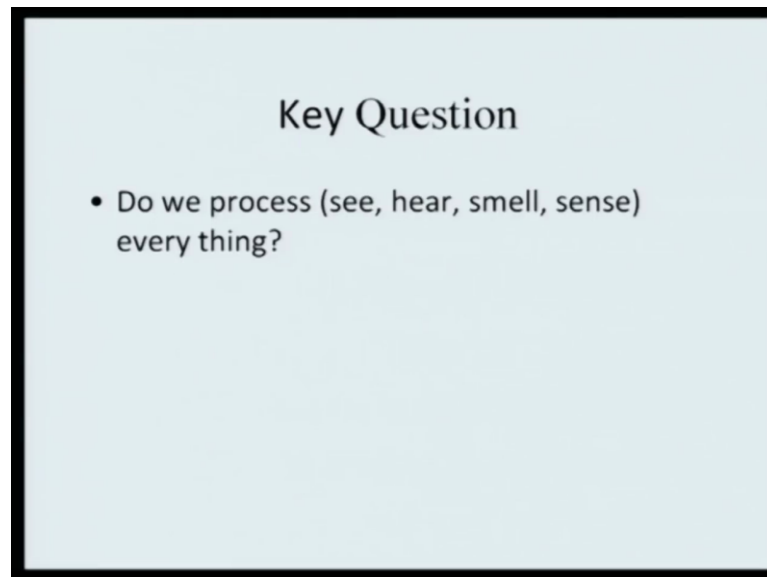 Key Question
• Do we process (see, hear, smell, sense)
every thing?